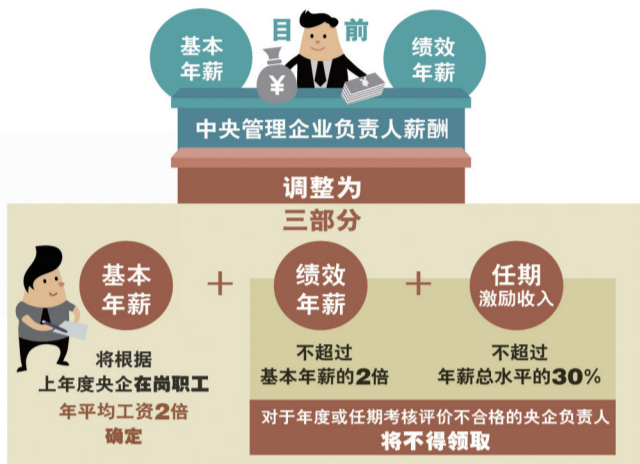 目前
基本
年薪
绩效
年薪
¥
中央管理企业负责人薪酬
调整为
三部分
基本
年薪
+
绩效
年薪
+
任期
激励收入
将根据
上年度央企在岗职工
年平均工资2倍
确定
不超过
基本年薪的2倍
不超过
年薪总水平的30%
对于年度或任期考核评价不合格的央企负责人
将不得领取